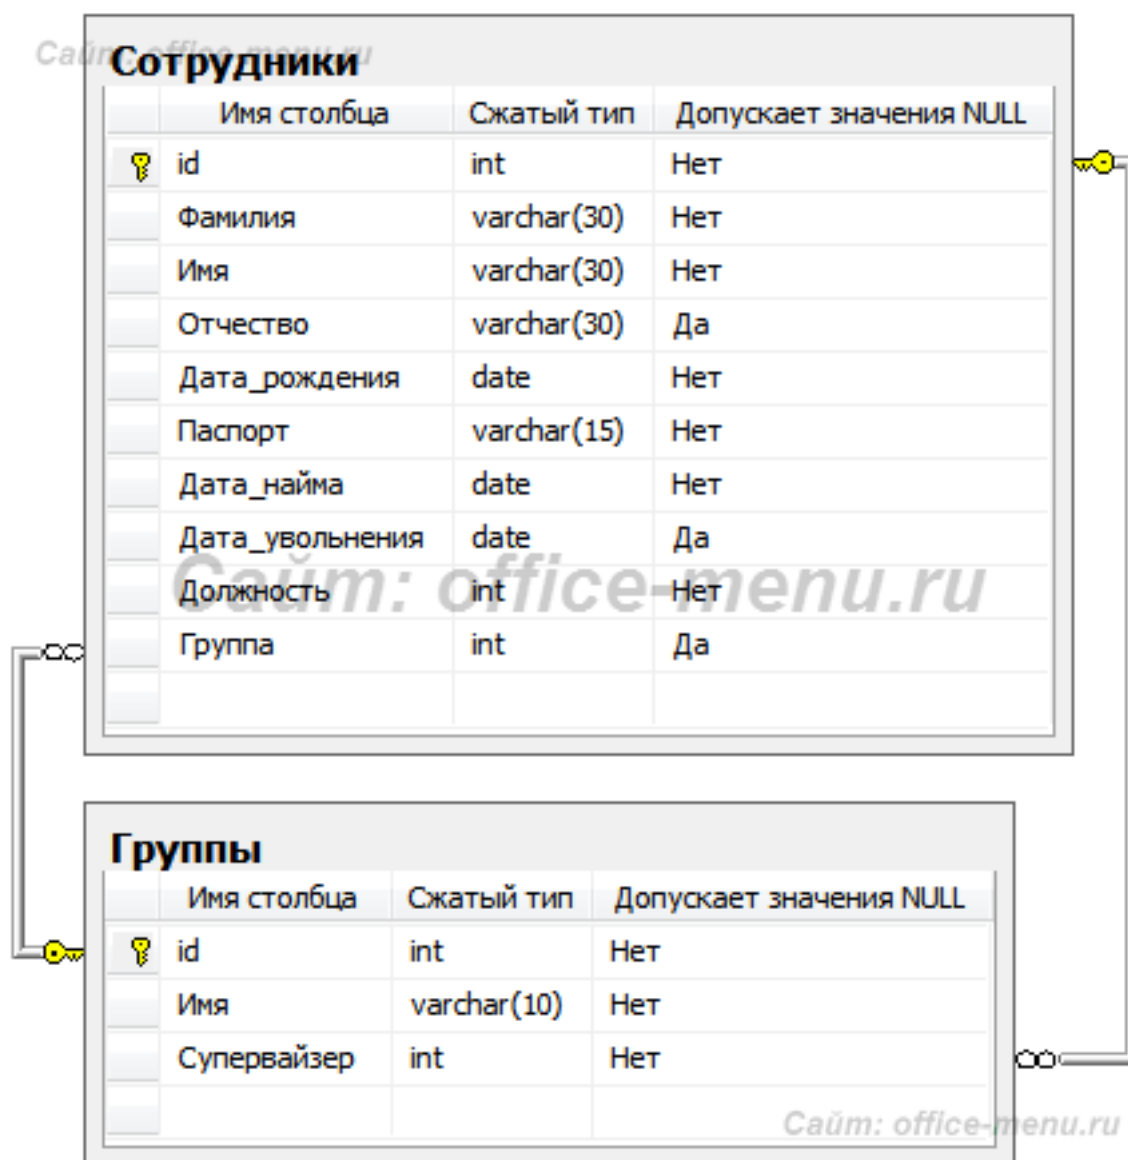 Сайт: office-menu.ru
Сотрудники
Имя столбца Сжатый тип Допускает значения NULL
id int Нет
Фамилия varchar(30) Нет
Имя varchar(30) Нет
Отчество varchar(30) Да
Дата_рождения date Нет
Паспорт varchar(15) Нет
Дата_найма date Нет
Дата_увольнения date Да
Сайт: office-menu.ru
Должность int Нет
Группа int Да
Группы
Имя столбца Сжатый тип Допускает значения NULL
id int Нет
Имя varchar(10) Нет
Супервайзер int Нет
Сайт: office-menu.ru